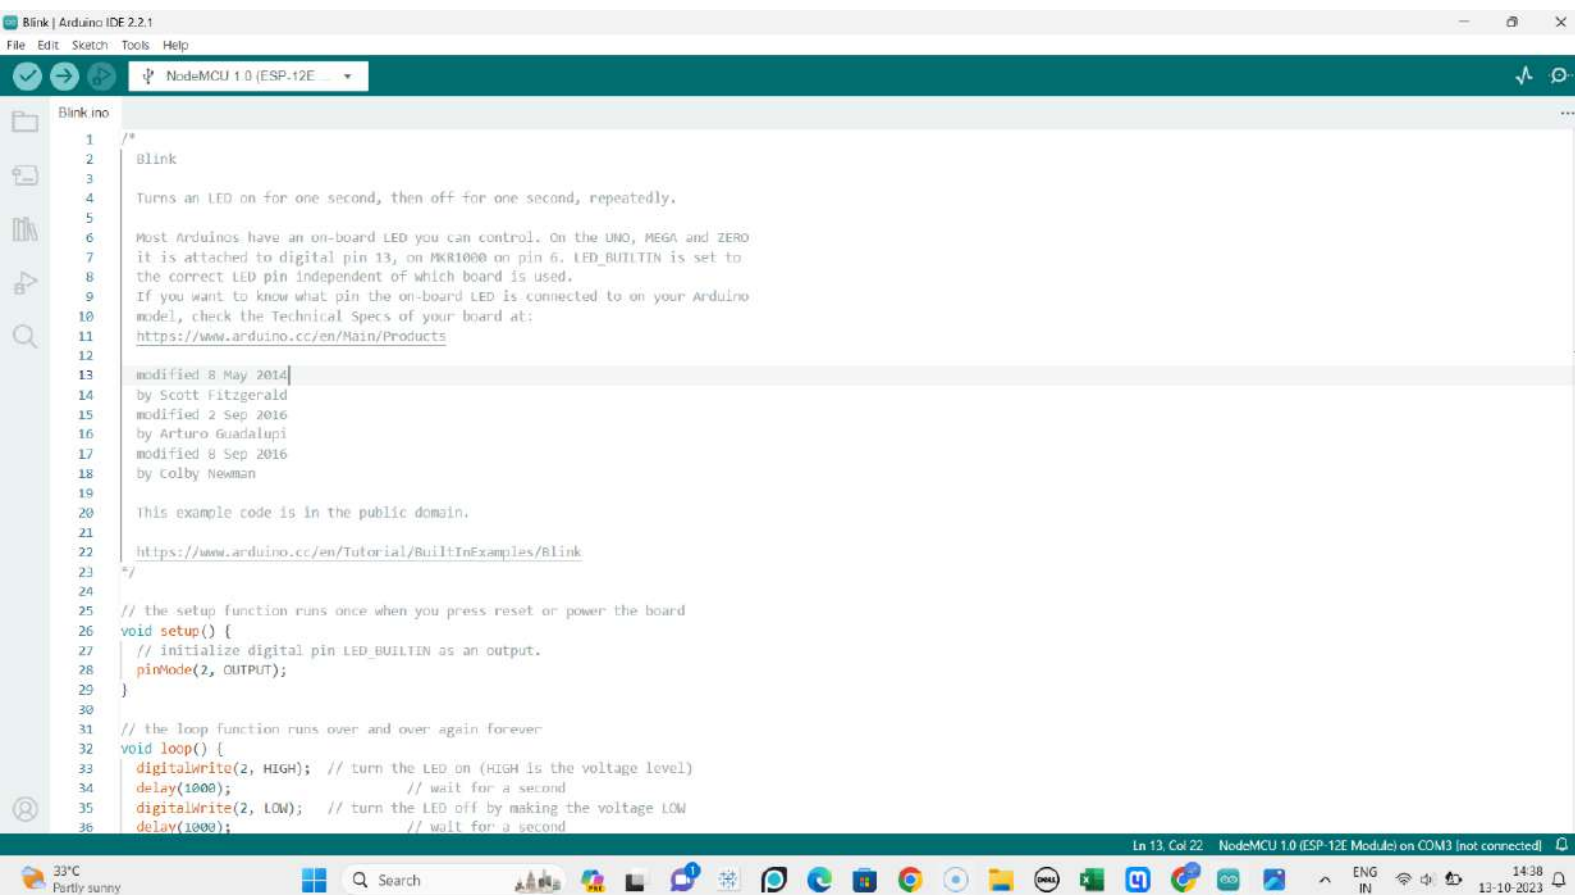 Blink | Arduino IDE 2.2.1
File Edit Sketch Tools Help
NodeMCU 1.0 (ESP-12E ...
Blink.ino
1 /*
2 Blink
3
4 Turns an LED on for one second, then off for one second, repeatedly.
5
6 Most Arduinos have an on-board LED you can control. On the UNO, MEGA and ZERO
7 it is attached to digital pin 13, on MKR1000 on pin 6. LED_BUILTIN is set to
8 the correct LED pin independent of which board is used.
9 If you want to know what pin the on-board LED is connected to on your Arduino
10 model, check the Technical Specs of your board at:
11 https://www.arduino.cc/en/Main/Products
12
13 modified 8 May 2014
14 by Scott Fitzgerald
15 modified 2 Sep 2016
16 by Arturo Guadalupi
17 modified 8 Sep 2016
18 by Colby Newman
19
20 This example code is in the public domain.
21
22 https://www.arduino.cc/en/Tutorial/BuiltInExamples/Blink
23 */
24
25 // the setup function runs once when you press reset or power the board
26 void setup() {
27 // initialize digital pin LED_BUILTIN as an output.
28 pinMode(2, OUTPUT);
29 }
30
31 // the loop function runs over and over again forever
32 void loop() {
33 digitalWrite(2, HIGH); // turn the LED on (HIGH is the voltage level)
34 delay(1000); // wait for a second
35 digitalWrite(2, LOW); // turn the LED off by making the voltage LOW
36 delay(1000); // wait for a second
Ln 13, Col 22 NodeMCU 1.0 (ESP-12E Module) on COM3 [not connected]
33°C
Partly sunny
Search
PRE
1
DELL
ENG
IN
14:38
13-10-2023